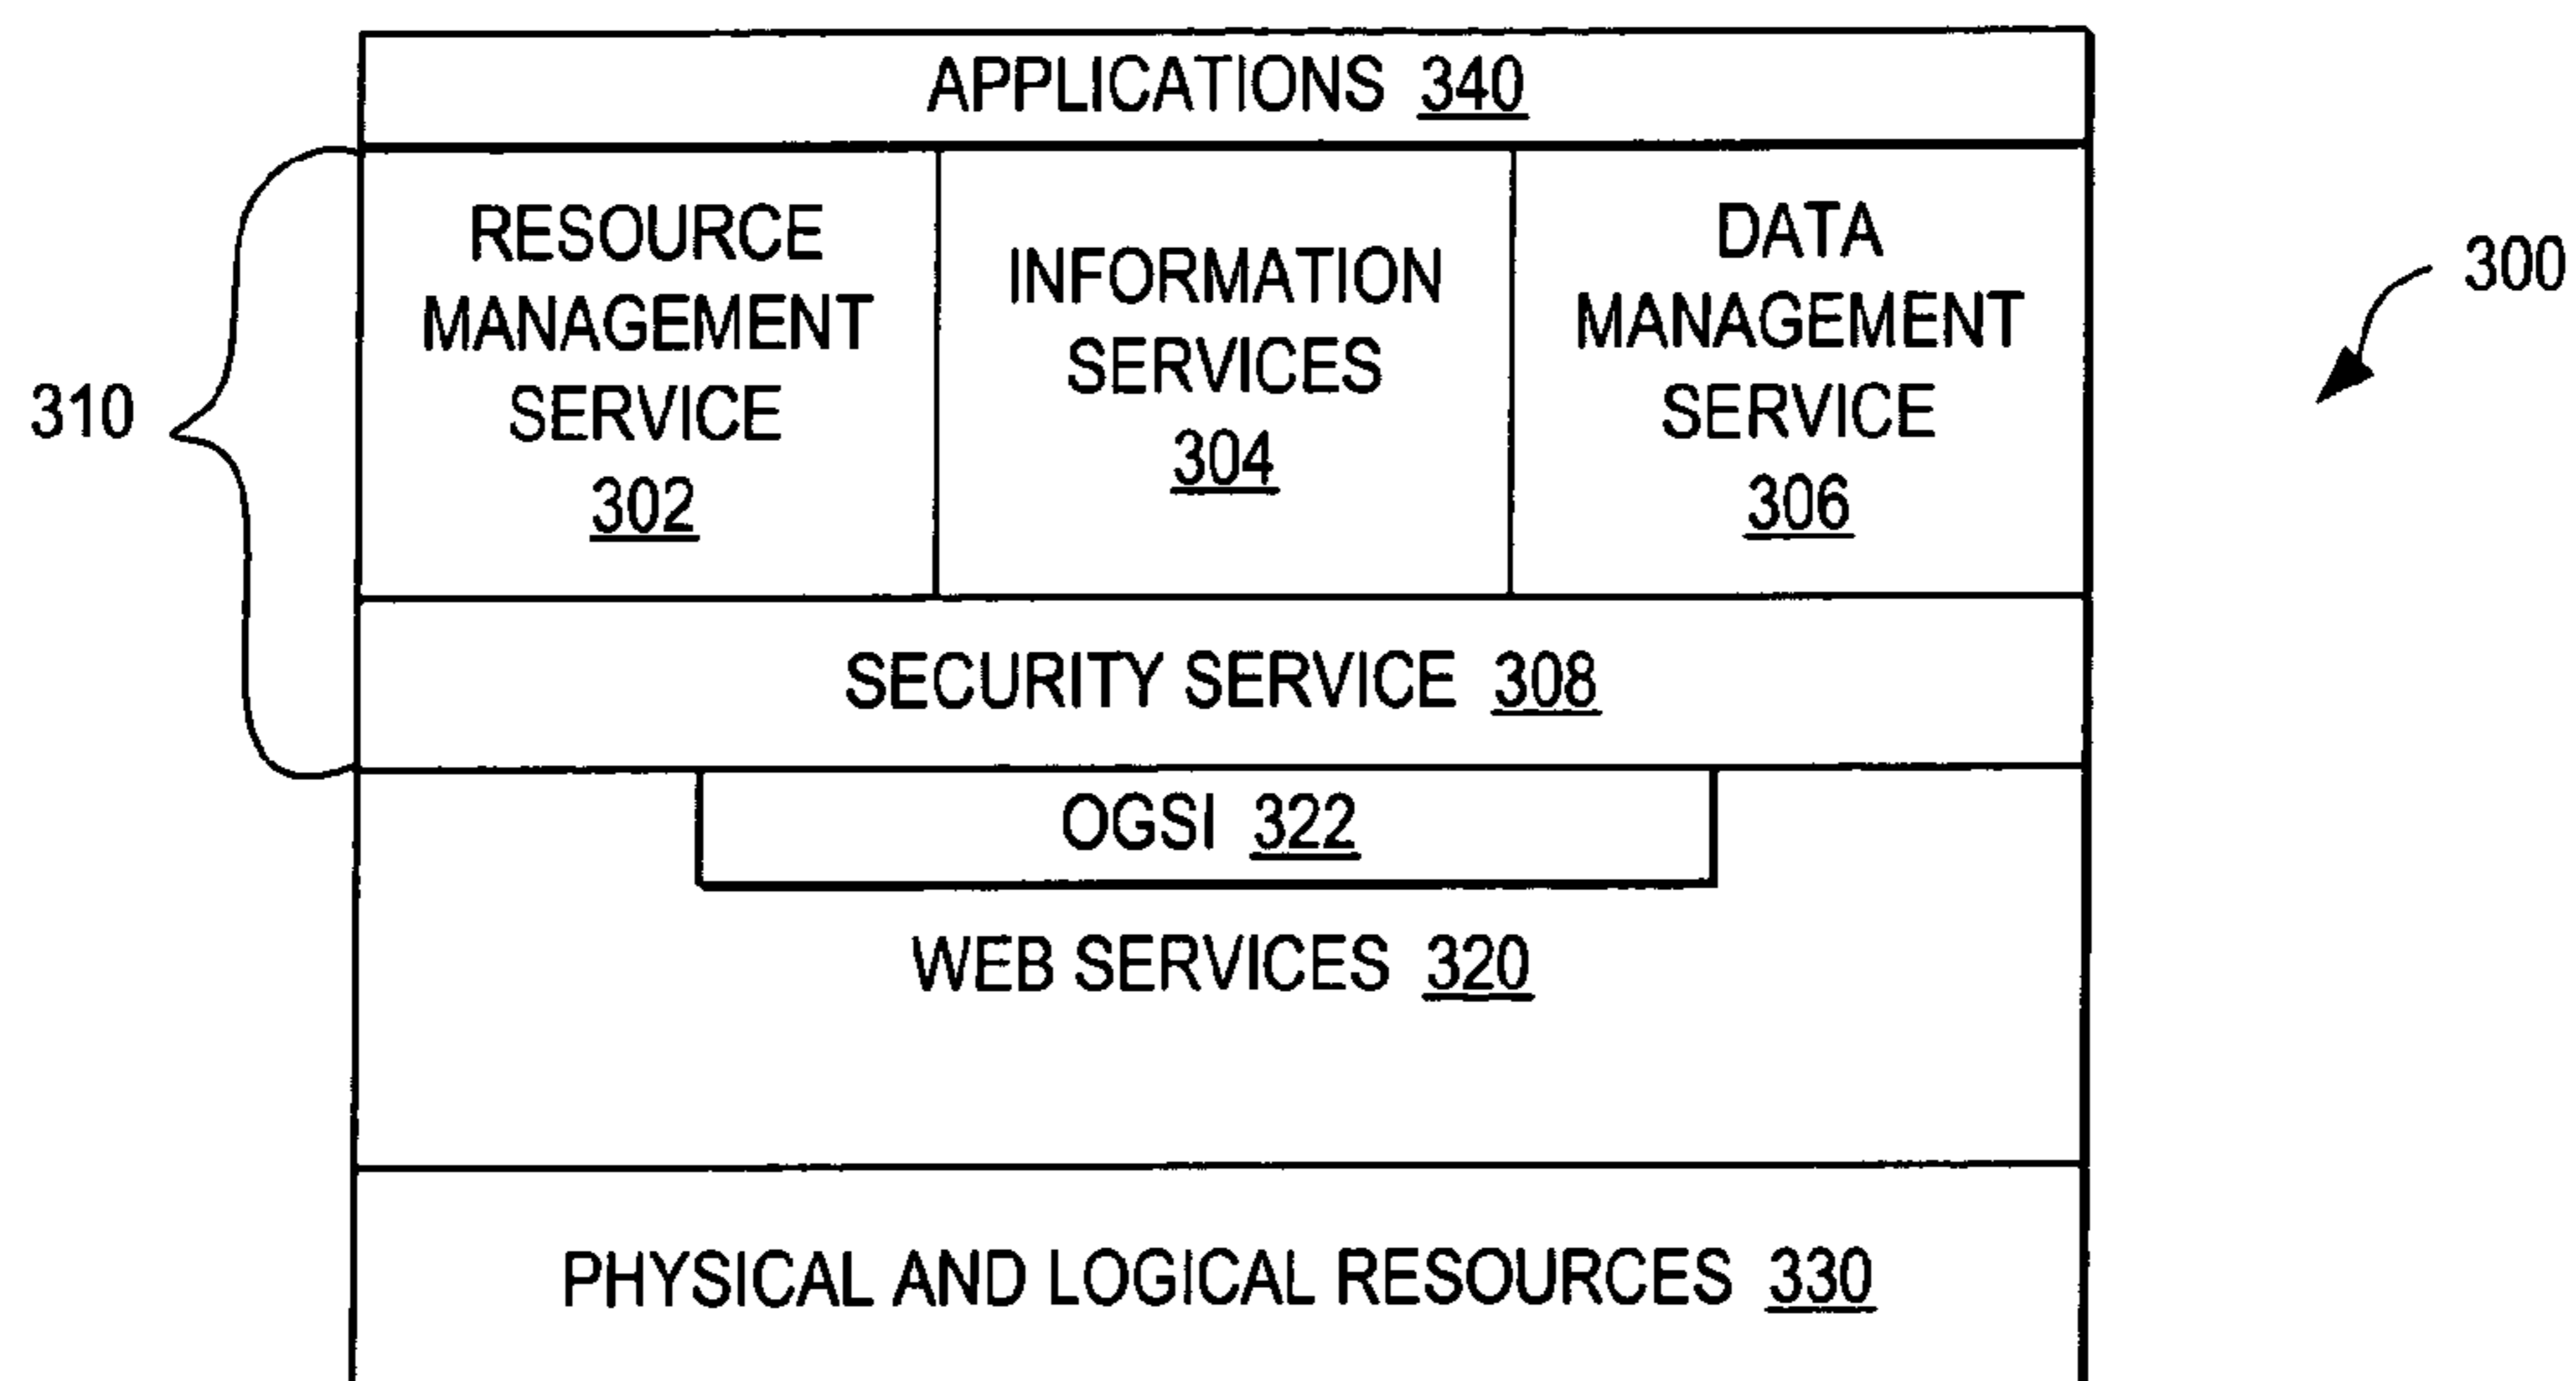 APPLICATIONS 340
RESOURCE
MANAGEMENT
SERVICE
302
INFORMATION
SERVICES
304
DATA
MANAGEMENT
SERVICE
306
300
310
SECURITY SERVICE 308
OGSI 322
WEB SERVICES 320
PHYSICAL AND LOGICAL RESOURCES 330